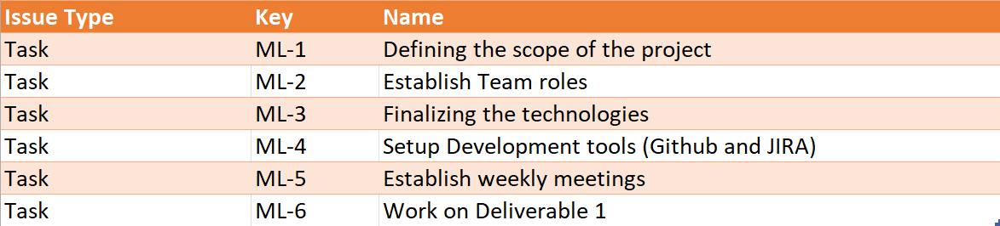 Issue Type Key Name
Task ML-1 Defining the scope of the project
Task ML-2 Establish Team roles
Task ML-3 Finalizing the technologies
Task ML-4 Setup Development tools (Github and JIRA)
Task ML-5 Establish weekly meetings
Task ML-6 Work on Deliverable 1